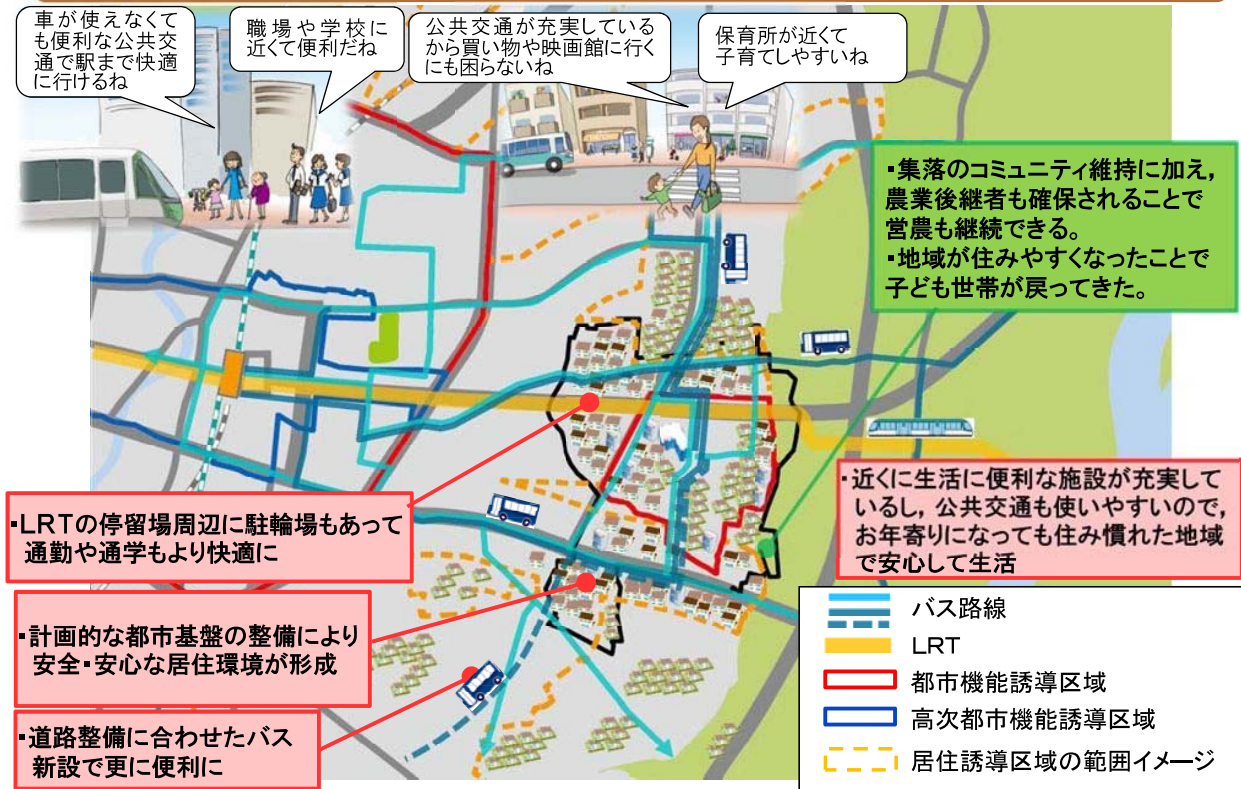 車が使えなくて
も便利な公共交
通で駅まで快適
に行けるね
職場や学校に
近くて便利だね
公共交通が充実している
から買い物や映画館に行く
にも困らないね
保育所が近くて
子育てしやすいね
▪集落のコミュニティ維持に加え，
農業後継者も確保されることで
営農も継続できる。
▪地域が住みやすくなったことで
子ども世帯が戻ってきた。
▪近くに生活に便利な施設が充実して
いるし，公共交通も使いやすいので，
お年寄りになっても住み慣れた地域
で安心して生活
▪LRTの停留場周辺に駐輪場もあって
通勤や通学もより快適に
▪計画的な都市基盤の整備により
安全・安心な居住環境が形成
▪道路整備に合わせたバス
新設で更に便利に
バス路線
LRT
都市機能誘導区域
高次都市機能誘導区域
居住誘導区域の範囲イメージ